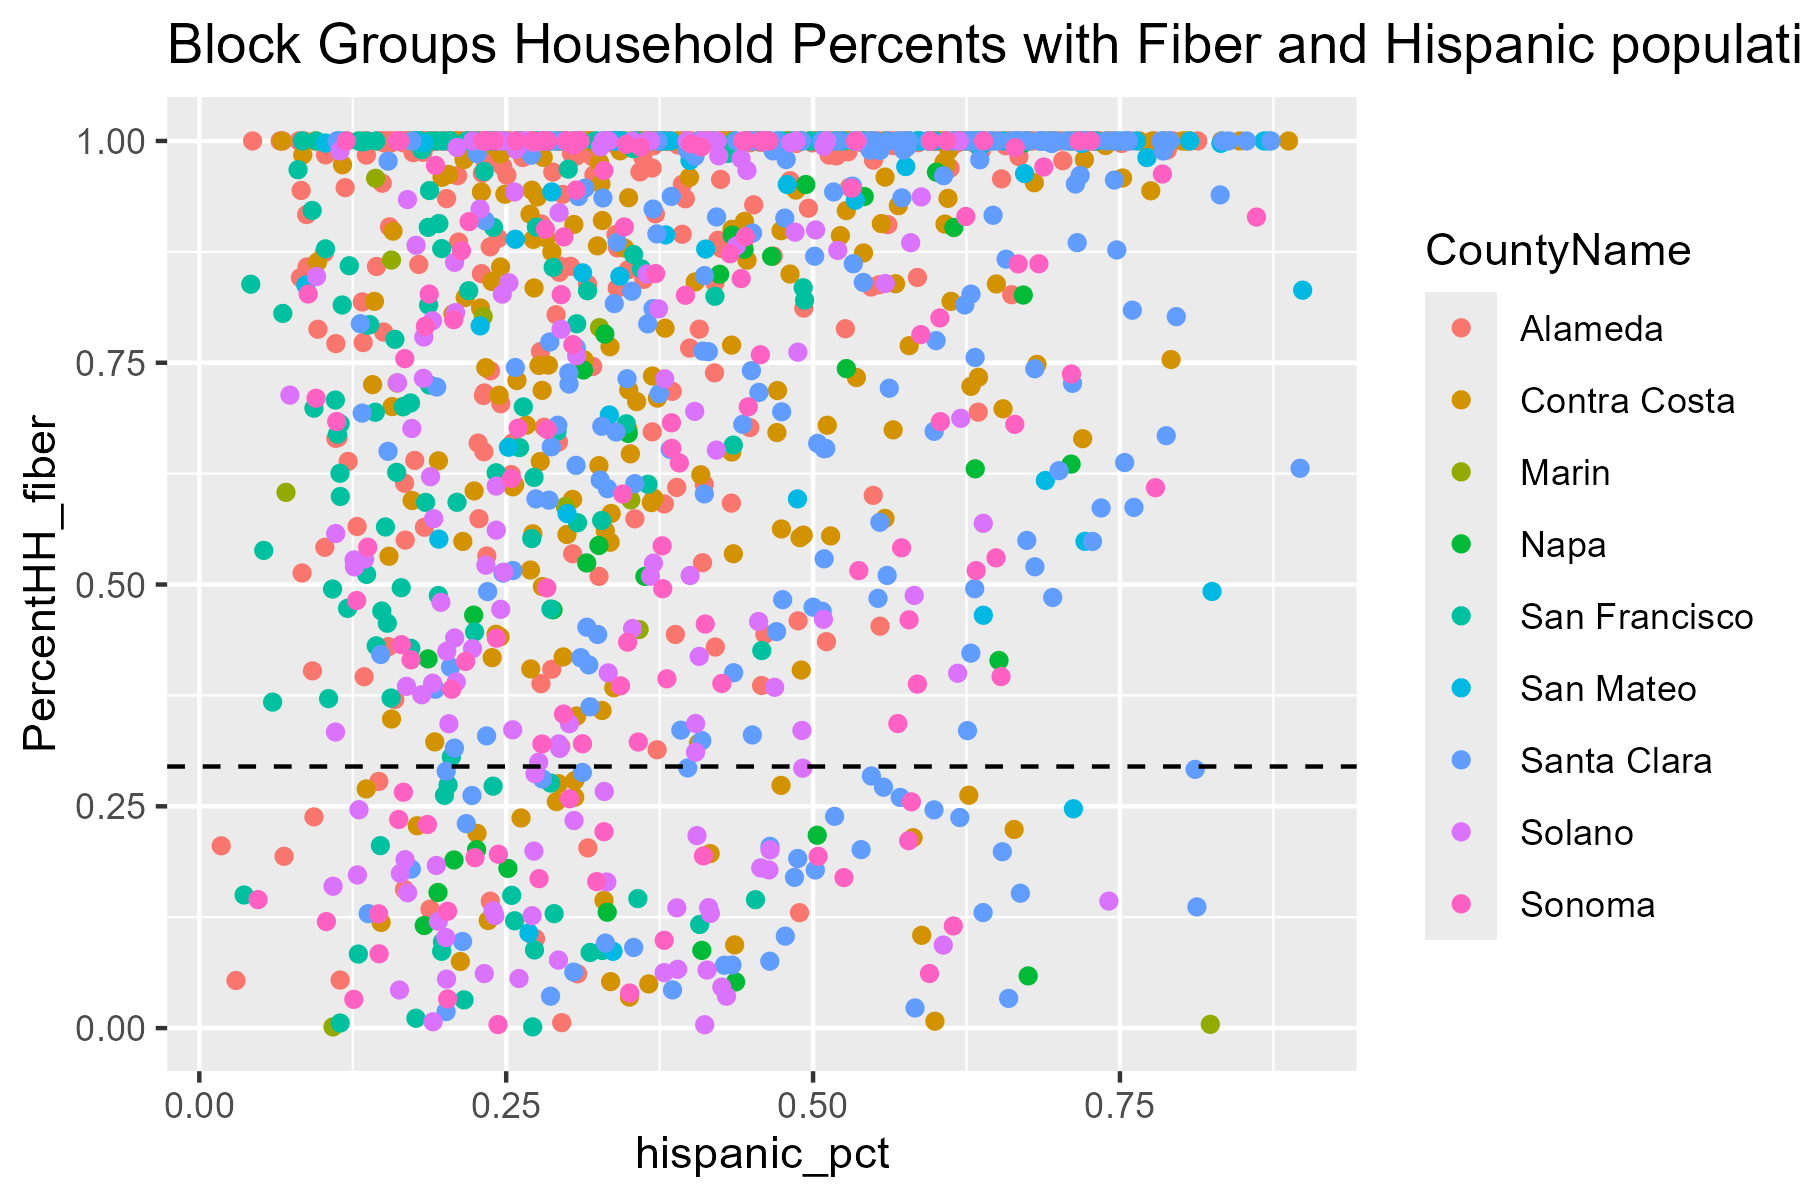 Block Groups Household Percents with Fiber and Hispanic populati
PercentHH_fiber
1.00
0.75
0.50
0.25
0.00
0.00 0.25 0.50 0.75
hispanic_pct
CountyName
Alameda
Contra Costa
Marin
Napa
San Francisco
San Mateo
Santa Clara
Solano
Sonoma